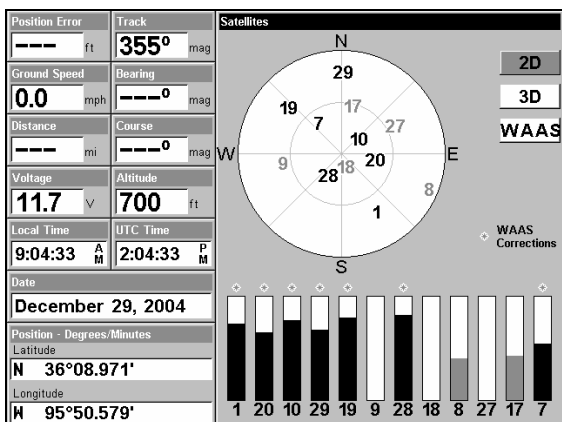 Position Error
--- ft
Track
355º mag
Ground Speed
0.0 mph
Bearing
---º mag
Distance
--- mi
Course
---º mag
Voltage
11.7 V
Altitude
700 ft
Local Time
9:04:33 AM
UTC Time
2:04:33 PM
Date
December 29, 2004
Position - Degrees/Minutes
Latitude
N 36°08.971'
Longitude
W 95°50.579'
Satellites
N
29
19
17
7
27
10
W
9
18
20
E
28
8
1
S
2D
3D
WAAS
WAAS
Corrections
1 20 10 29 19 9 28 18 8 27 17 7